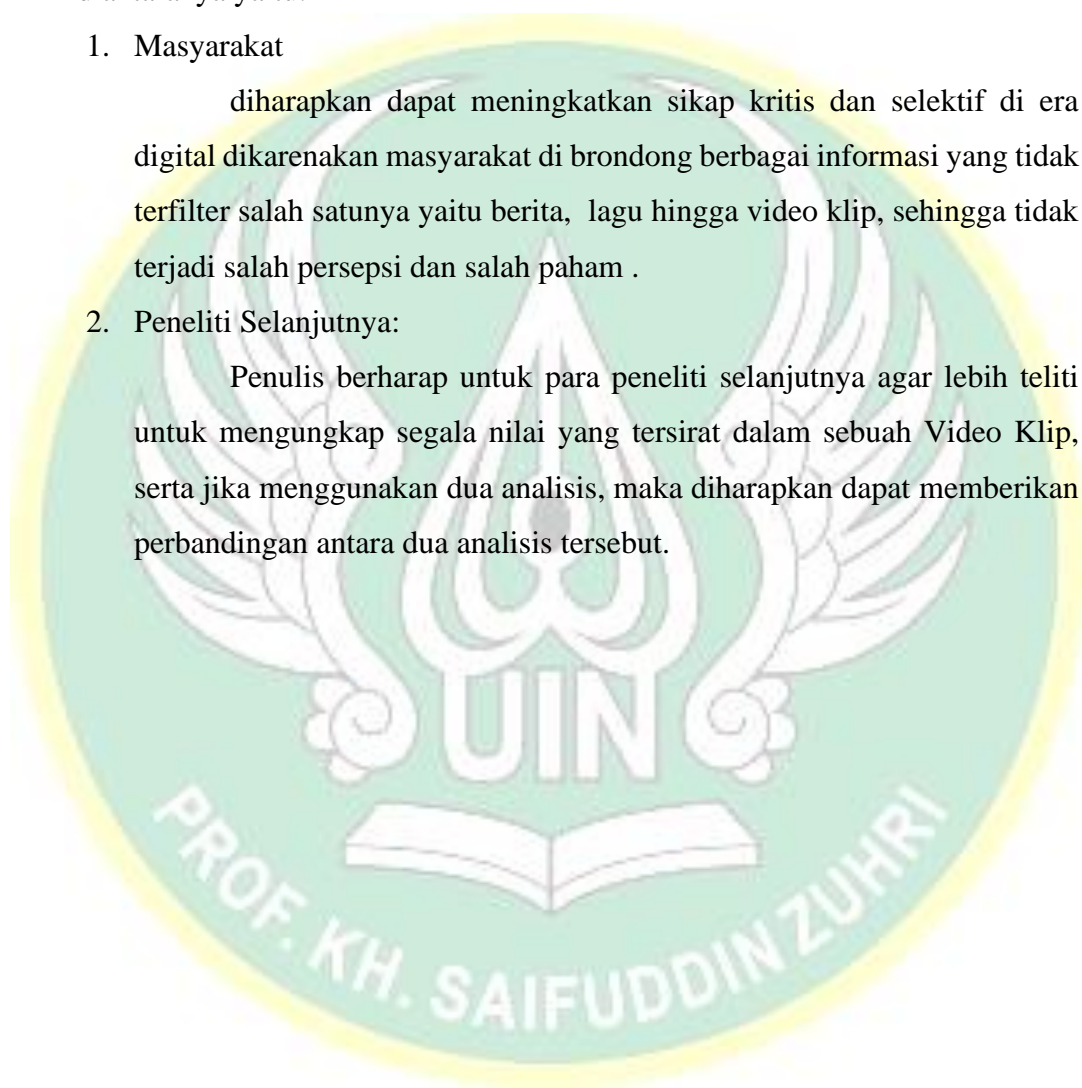 1. Masyarakat
diharapkan dapat meningkatkan sikap kritis dan selektif di era
digital dikarenakan masyarakat di brondong berbagai informasi yang tidak
terfilter salah satunya yaitu berita, lagu hingga video klip, sehingga tidak
terjadi salah persepsi dan salah paham .
2. Peneliti Selanjutnya:
Penulis berharap untuk para peneliti selanjutnya agar lebih teliti
untuk mengungkap segala nilai yang tersirat dalam sebuah Video Klip,
serta jika menggunakan dua analisis, maka diharapkan dapat memberikan
perbandingan antara dua analisis tersebut.
UIN
PROF. KH. SAIFUDDIN ZUHRI